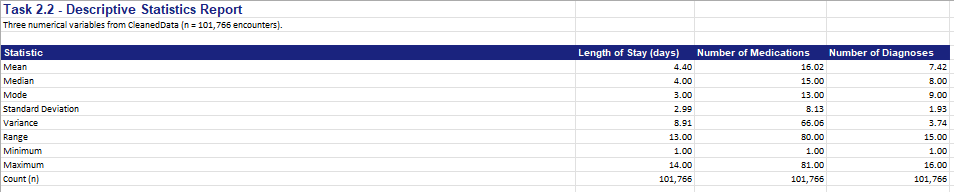 Task 2.2 - Descriptive Statistics Report
Three numerical variables from CleanedData (n = 101,766 encounters).
Statistic Length of Stay (days) Number of Medications Number of Diagnoses
Mean 4.40 16.02 7.42
Median 4.00 15.00 8.00
Mode 3.00 13.00 9.00
Standard Deviation 2.99 8.13 1.93
Variance 8.91 66.06 3.74
Range 13.00 80.00 15.00
Minimum 1.00 1.00 1.00
Maximum 14.00 81.00 16.00
Count (n) 101,766 101,766 101,766